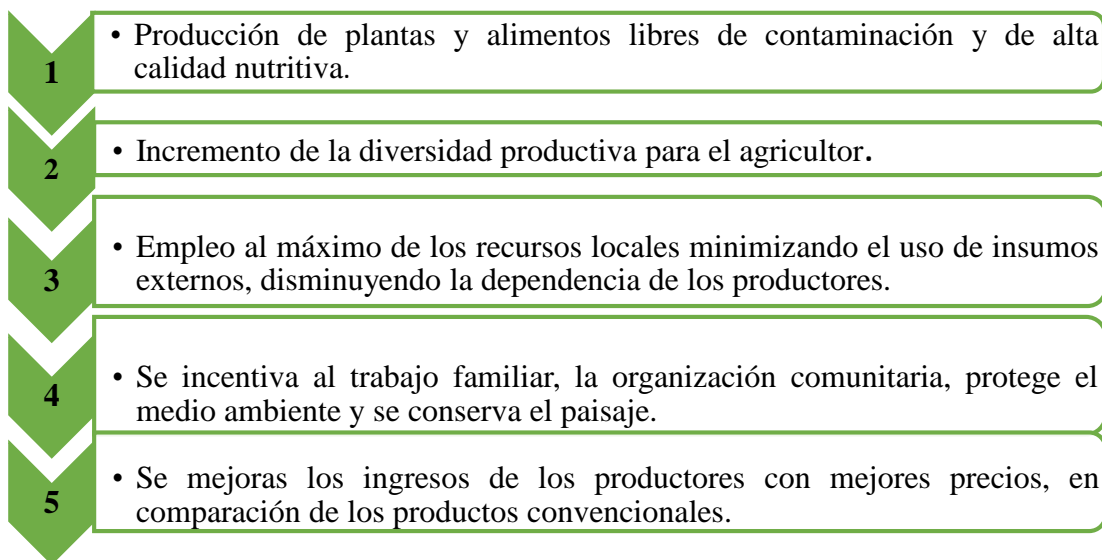 1
• Producción de plantas y alimentos libres de contaminación y de alta
calidad nutritiva.
2
• Incremento de la diversidad productiva para el agricultor.
3
• Empleo al máximo de los recursos locales minimizando el uso de insumos
externos, disminuyendo la dependencia de los productores.
4
• Se incentiva al trabajo familiar, la organización comunitaria, protege el
medio ambiente y se conserva el paisaje.
5
• Se mejoras los ingresos de los productores con mejores precios, en
comparación de los productos convencionales.